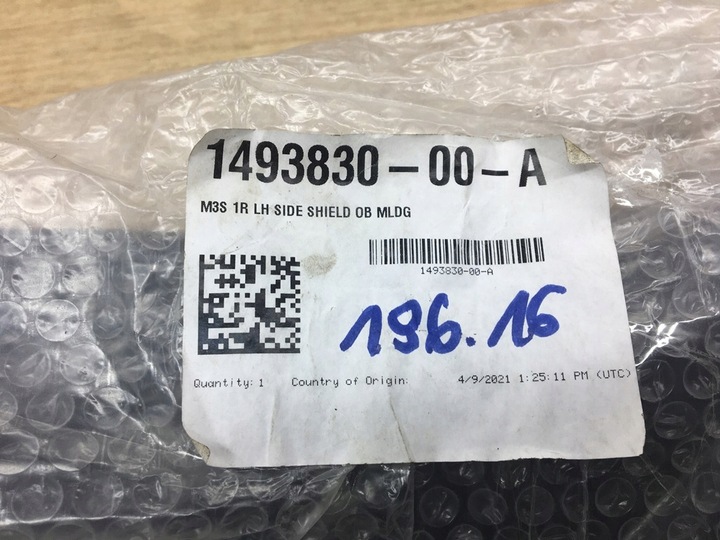 1493830-00-A
M3S 1R LH SIDE SHIELD OB MLDG
1493830-00-A
196.16
Quantity: 1 Country of Origin: 4/9/2021 1:25:11 PM (UTC)